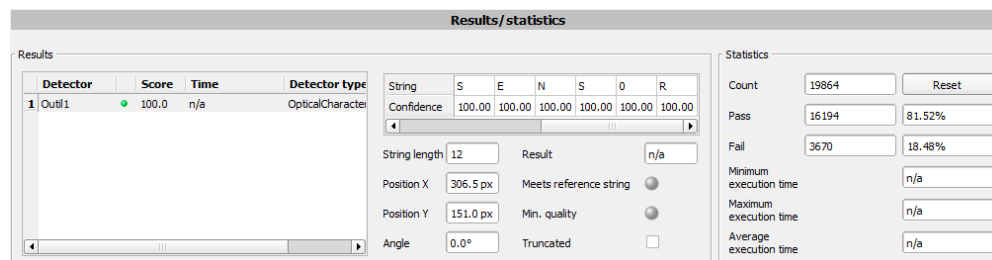 Results/statistics
Results
Detector Score Time Detector type
1 Outil1 100.0 n/a OpticalCharacter
String S E N S 0 R
Confidence 100.00 100.00 100.00 100.00 100.00 100.00
String length 12 Result n/a
Position X 306.5 px Meets reference string
Position Y 151.0 px Min. quality
Angle 0.0° Truncated
Statistics
Count 19864 Reset
Pass 16194 81.52%
Fail 3670 18.48%
Minimum
execution time n/a
Maximum
execution time n/a
Average
execution time n/a